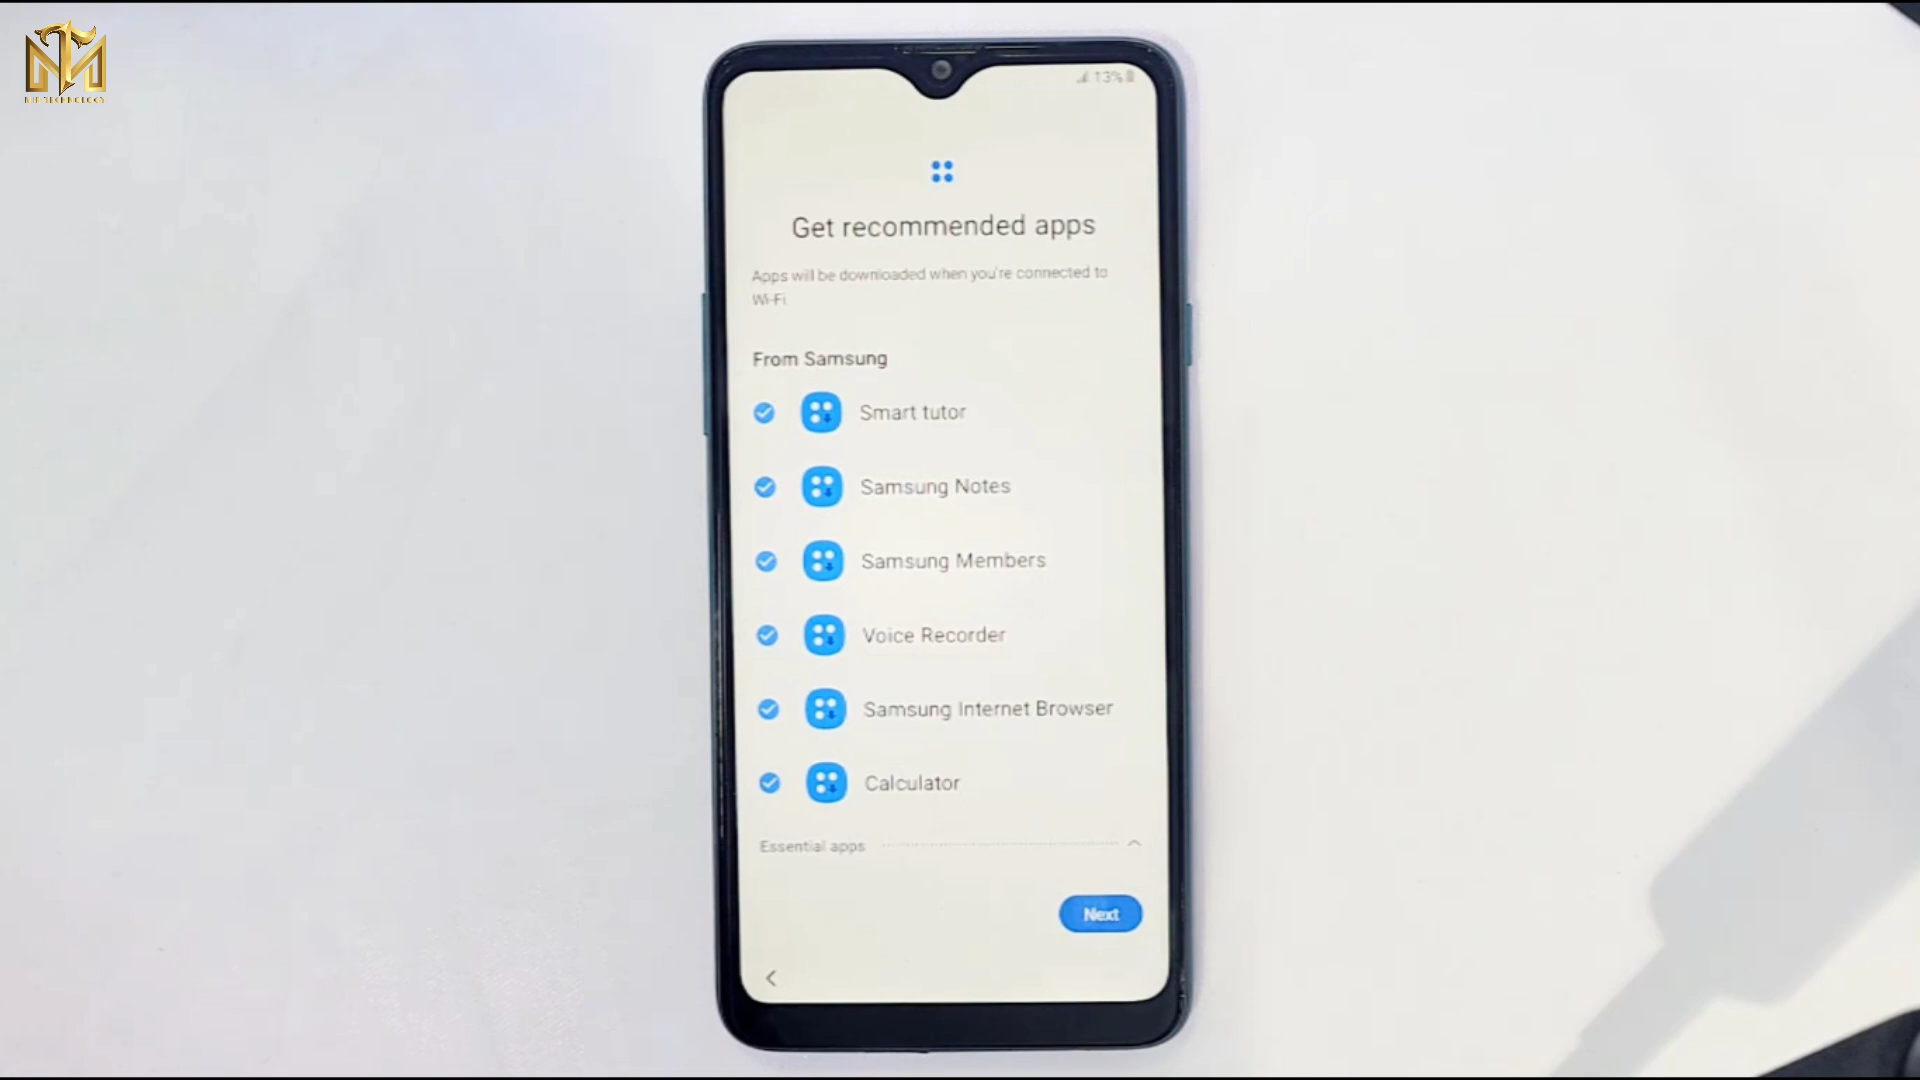 13%
Get recommended apps
Apps will be downloaded when you're connected to
Wi-Fi.
From Samsung
Smart tutor
Samsung Notes
Samsung Members
Voice Recorder
Samsung Internet Browser
Calculator
Essential apps
Next